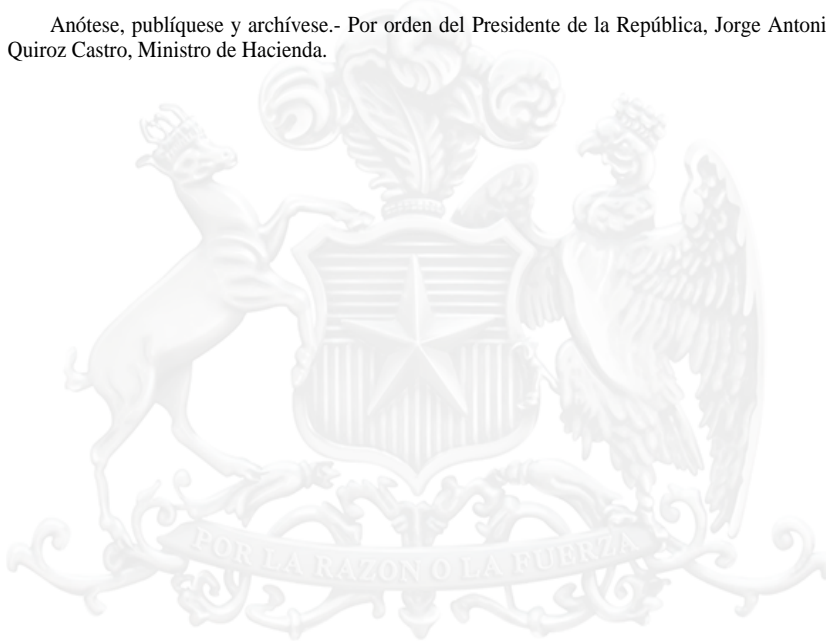 Anótese, publíquese y archívese.- Por orden del Presidente de la República, Jorge Antoni
Quiroz Castro, Ministro de Hacienda.
POR LA RAZON O LA FUERZA